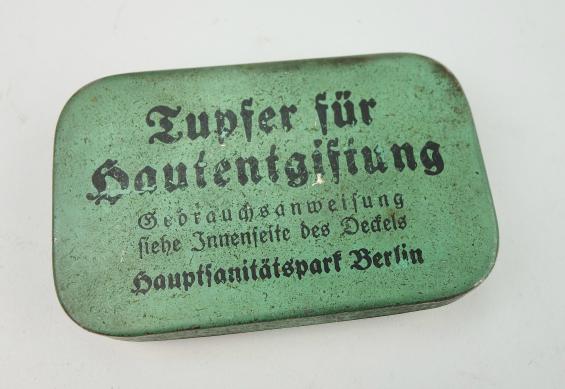 Tupfer für
Hautentgiftung
Gebrauchsanweisung
siehe Innenseite des Deckels
Hauptsanitätspark Berlin